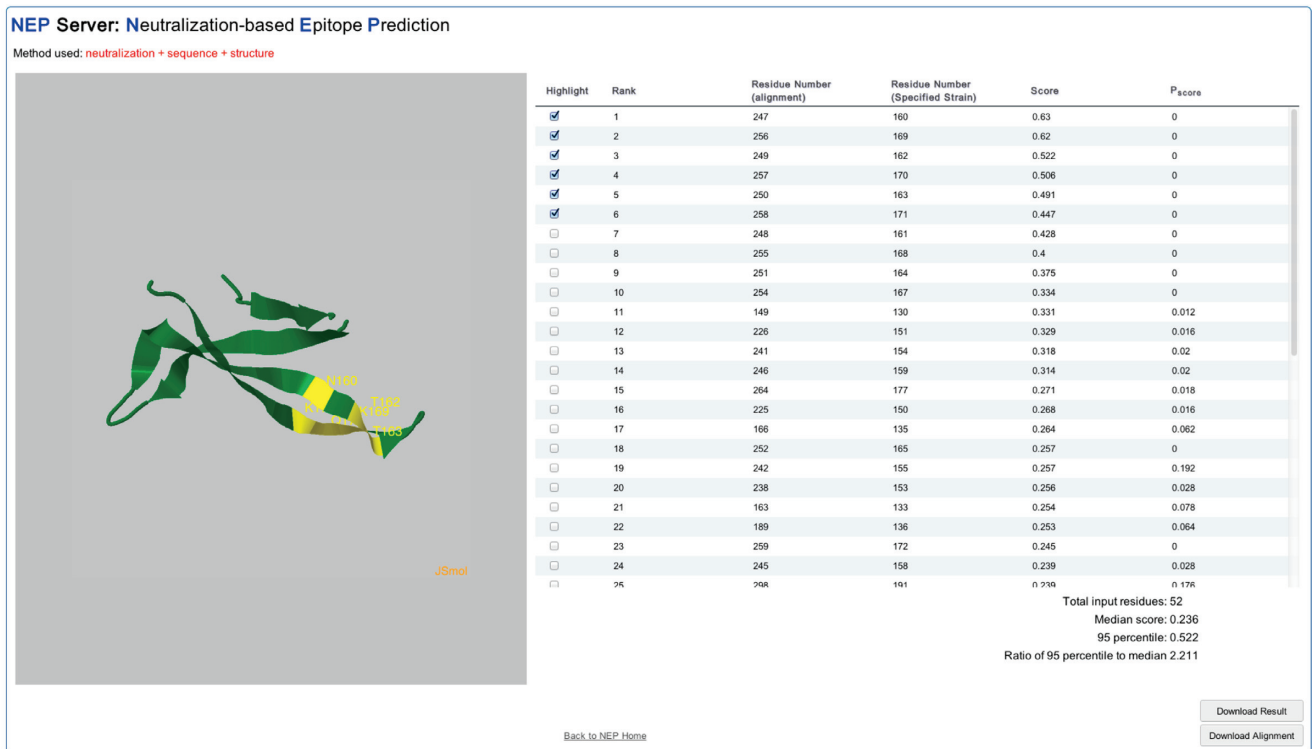 NEP Server: Neutralization-based Epitope Prediction
Method used: neutralization + sequence + structure
Highlight Rank Residue Number (alignment) Residue Number (Specified Strain) Score Pscore
1 247 160 0.63 0
2 256 169 0.62 0
3 249 162 0.522 0
4 257 170 0.506 0
5 250 163 0.491 0
6 258 171 0.447 0
7 248 161 0.428 0
8 255 168 0.4 0
9 251 164 0.375 0
10 254 167 0.334 0
11 149 130 0.331 0.012
12 226 151 0.329 0.016
13 241 154 0.318 0.02
14 246 159 0.314 0.02
15 264 177 0.271 0.018
16 225 150 0.268 0.016
17 166 135 0.264 0.062
18 252 165 0.257 0
19 242 155 0.257 0.192
20 238 153 0.256 0.028
21 163 133 0.254 0.078
22 189 136 0.253 0.064
23 259 172 0.245 0
24 245 158 0.239 0.028
25 298 191 0.239 0.176
N160
T162
K169
T163
JSmol
Total input residues: 52
Median score: 0.236
95 percentile: 0.522
Ratio of 95 percentile to median 2.211
Download Result
Back to NEP Home
Download Alignment